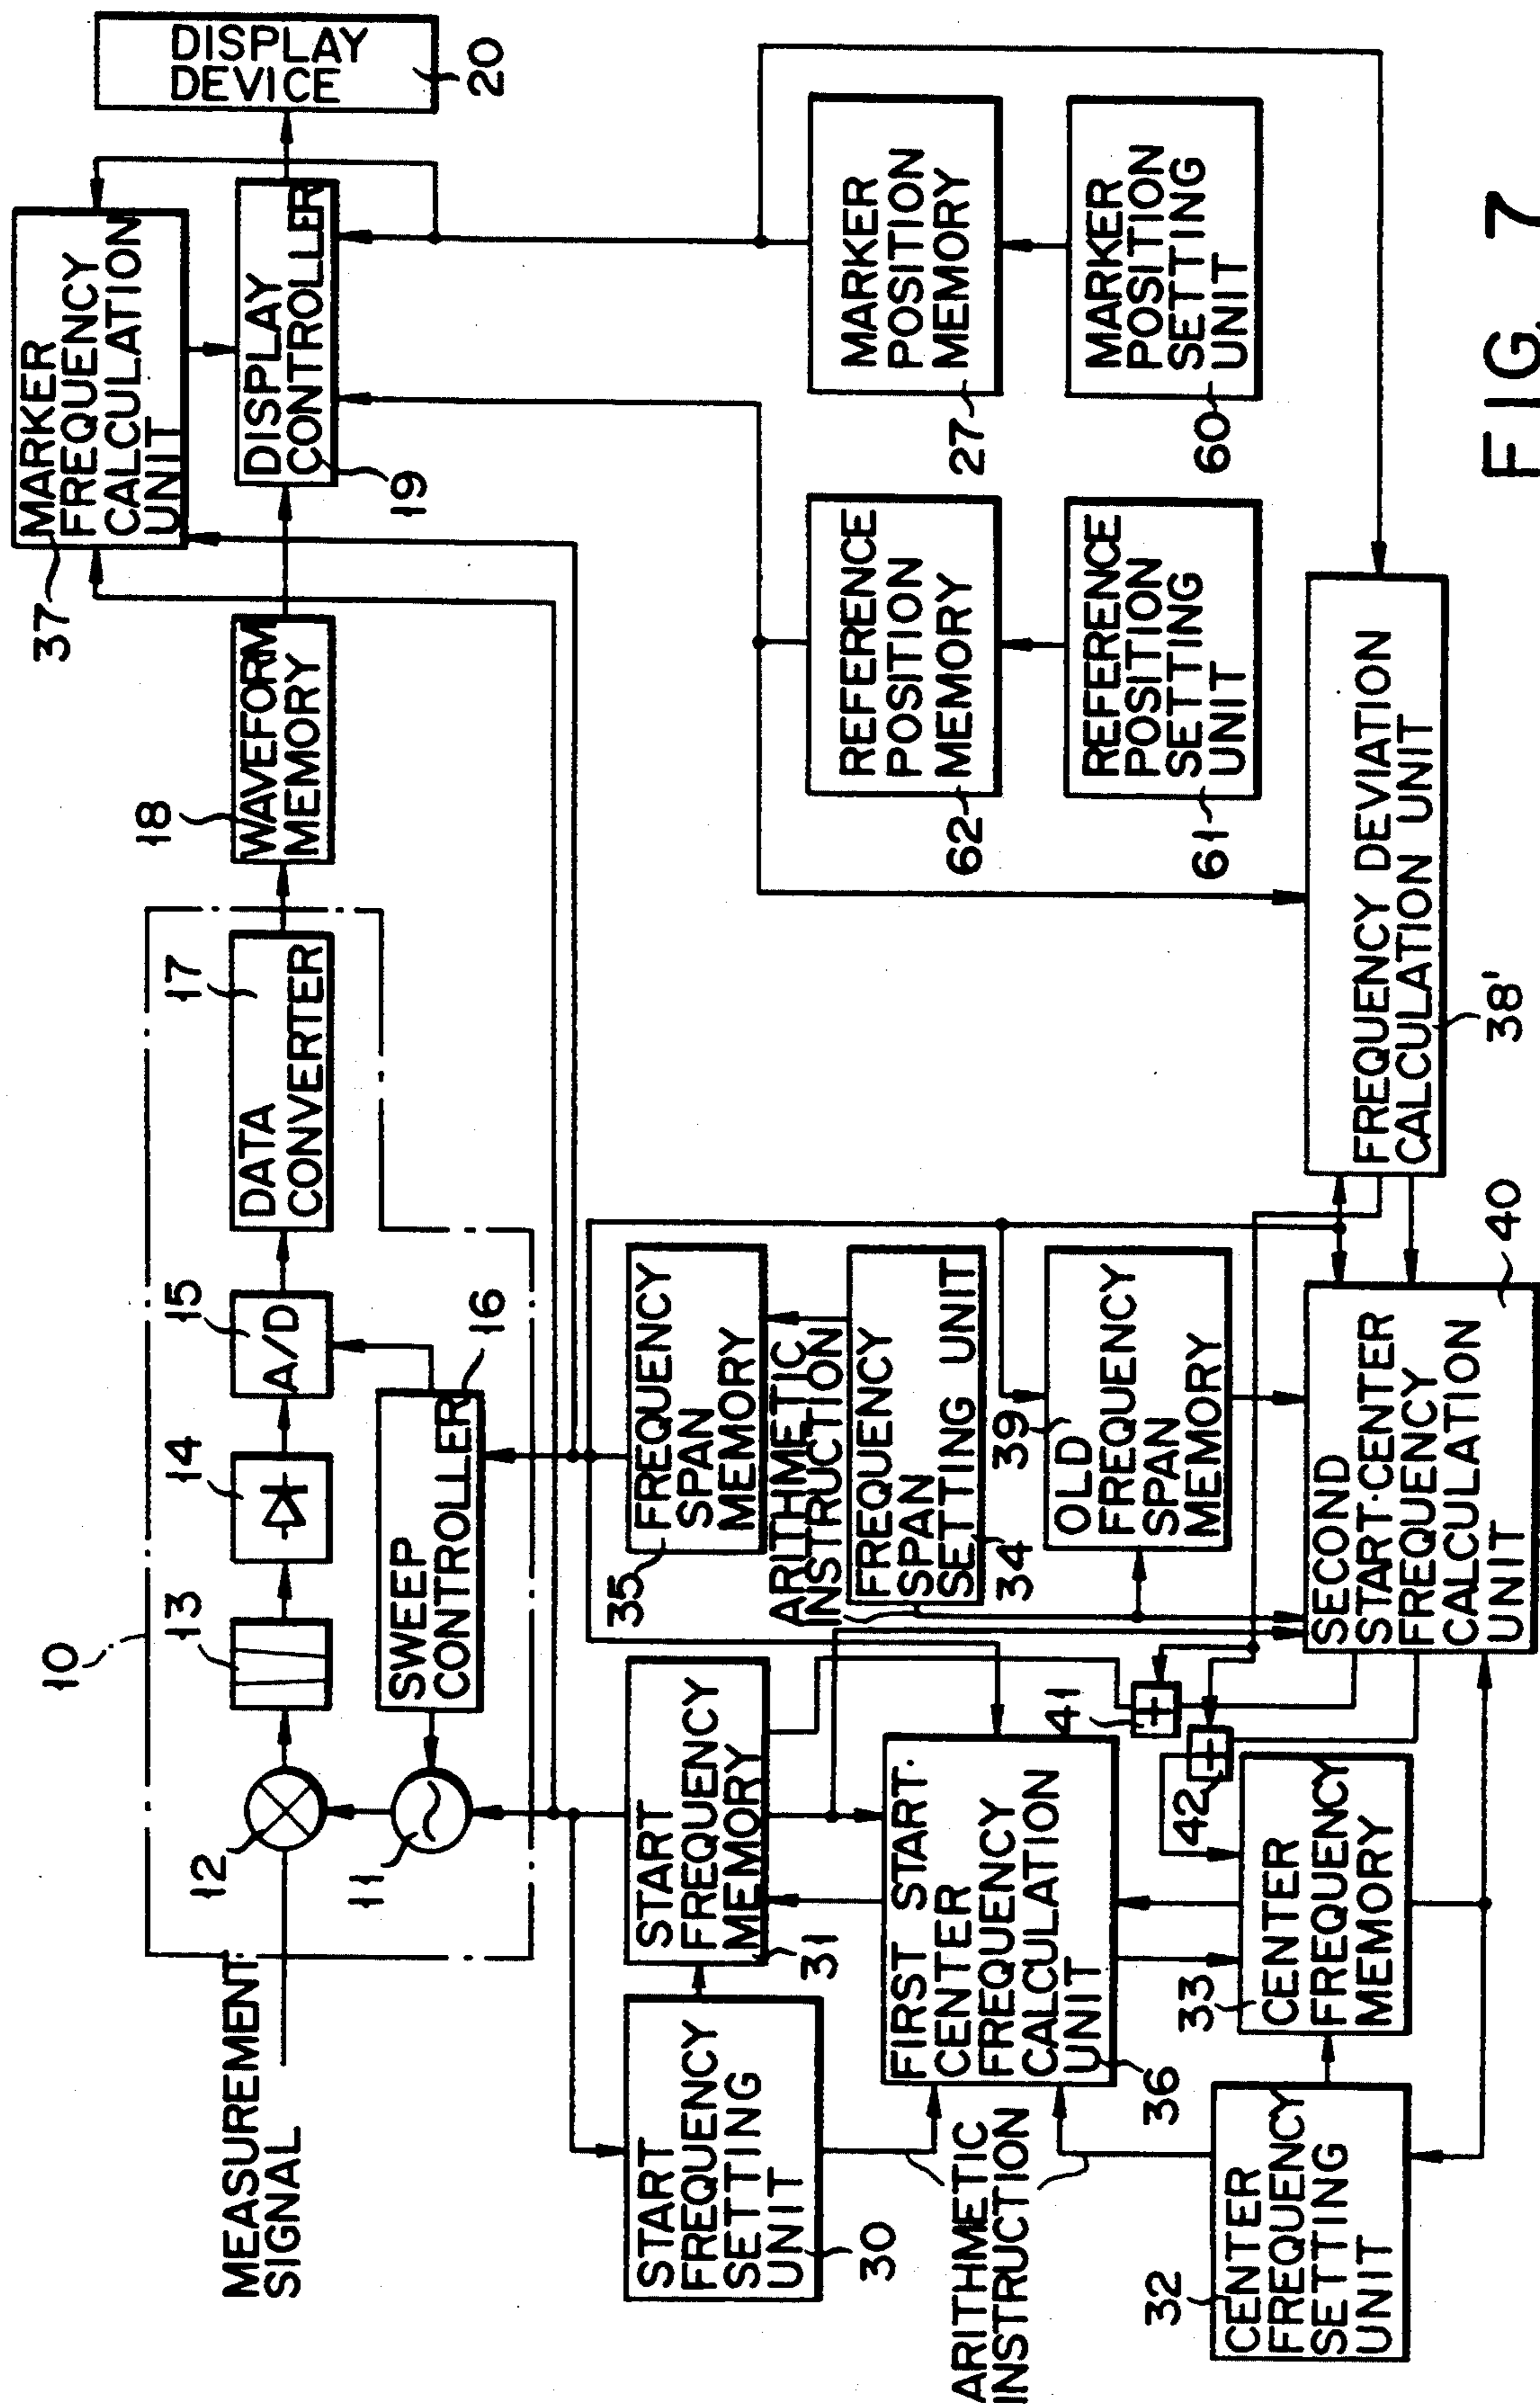 MEASUREMENT
SIGNAL
10
12
11
13
14
15
A/D
16
SWEEP
CONTROLLER
17
DATA
CONVERTER
18
WAVEFORM
MEMORY
37
MARKER
FREQUENCY
CALCULATION
UNIT
DISPLAY
CONTROLLER
19
DISPLAY
DEVICE
20
START
FREQUENCY
SETTING
UNIT
30
START
FREQUENCY
MEMORY
31
35
FREQUENCY
SPAN
MEMORY
ARITHMETIC
INSTRUCTION
FREQUENCY
SPAN
SETTING UNIT
34
39
OLD
FREQUENCY
SPAN
MEMORY
REFERENCE
POSITION
MEMORY
62
REFERENCE
POSITION
SETTING
UNIT
61
MARKER
POSITION
MEMORY
27
MARKER
POSITION
SETTING
UNIT
60
FIRST START·
CENTER
FREQUENCY
CALCULATION
UNIT
36
ARITHMETIC
INSTRUCTION
32
CENTER
FREQUENCY
SETTING
UNIT
33
CENTER
FREQUENCY
MEMORY
41
+
42
+
SECOND
START·CENTER
FREQUENCY
CALCULATION
UNIT
40
FREQUENCY DEVIATION
CALCULATION UNIT
38'
FIG. 7